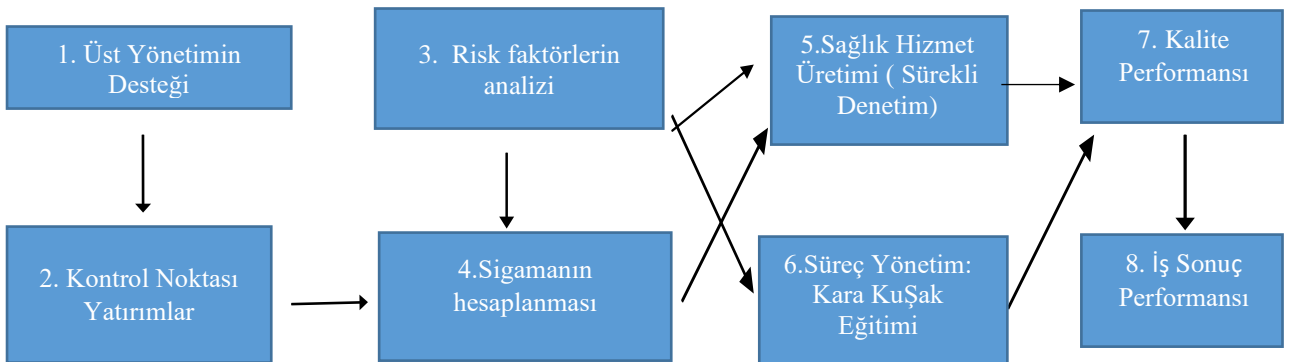 1. Üst Yönetimin
Desteği
2. Kontrol Noktası
Yatırımlar
3. Risk faktörlerin
analizi
4.Sigamanın
hesaplanması
5.Sağlık Hizmet
Üretimi ( Sürekli
Denetim)
6.Süreç Yönetim:
Kara KuŞak
Eğitimi
7. Kalite
Performansı
8. İş Sonuç
Performansı